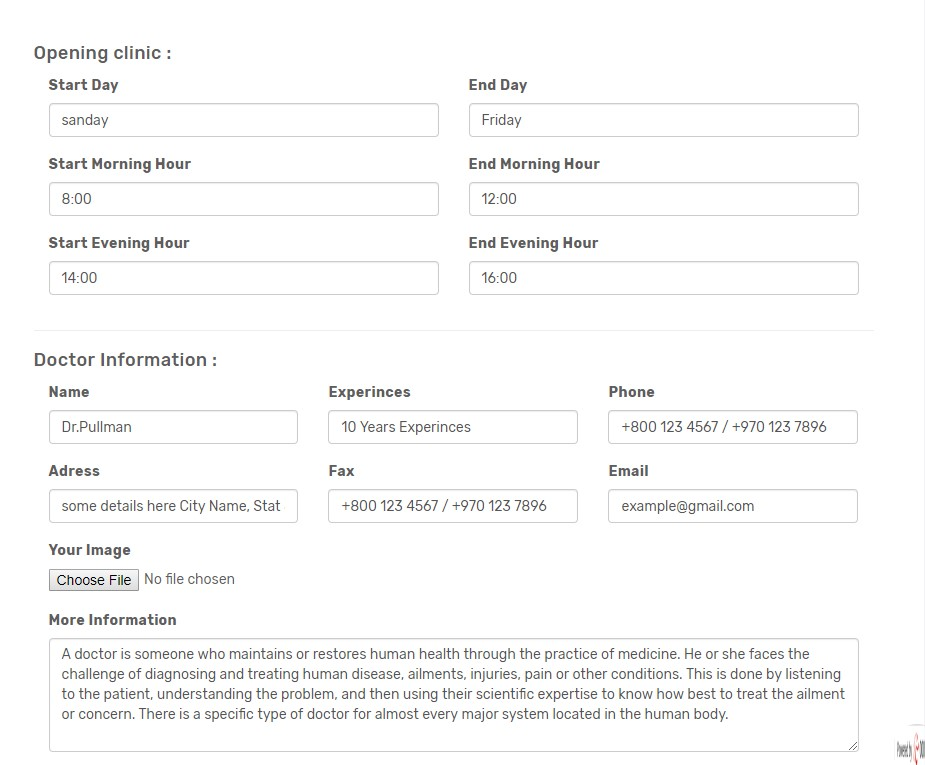 Opening clinic :
Start Day End Day
sanday Friday
Start Morning Hour End Morning Hour
8:00 12:00
Start Evening Hour End Evening Hour
14:00 16:00
Doctor Information :
Name Experinces Phone
Dr.Pullman 10 Years Experinces +800 123 4567 / +970 123 7896
Adress Fax Email
some details here City Name, Stat +800 123 4567 / +970 123 7896 example@gmail.com
Your Image
Choose File No file chosen
More Information
A doctor is someone who maintains or restores human health through the practice of medicine. He or she faces the
challenge of diagnosing and treating human disease, ailments, injuries, pain or other conditions. This is done by listening
to the patient, understanding the problem, and then using their scientific expertise to know how best to treat the ailment
or concern. There is a specific type of doctor for almost every major system located in the human body.
Powered by